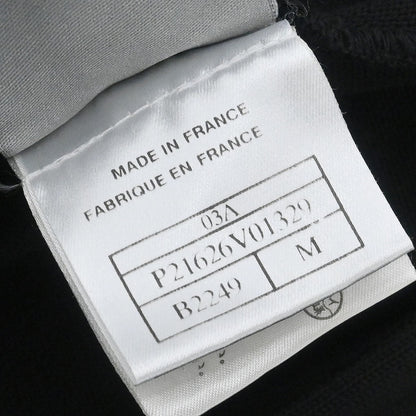 MADE IN FRANCE
FABRIQUE EN FRANCE
03A
P21626V01329
B2249 M